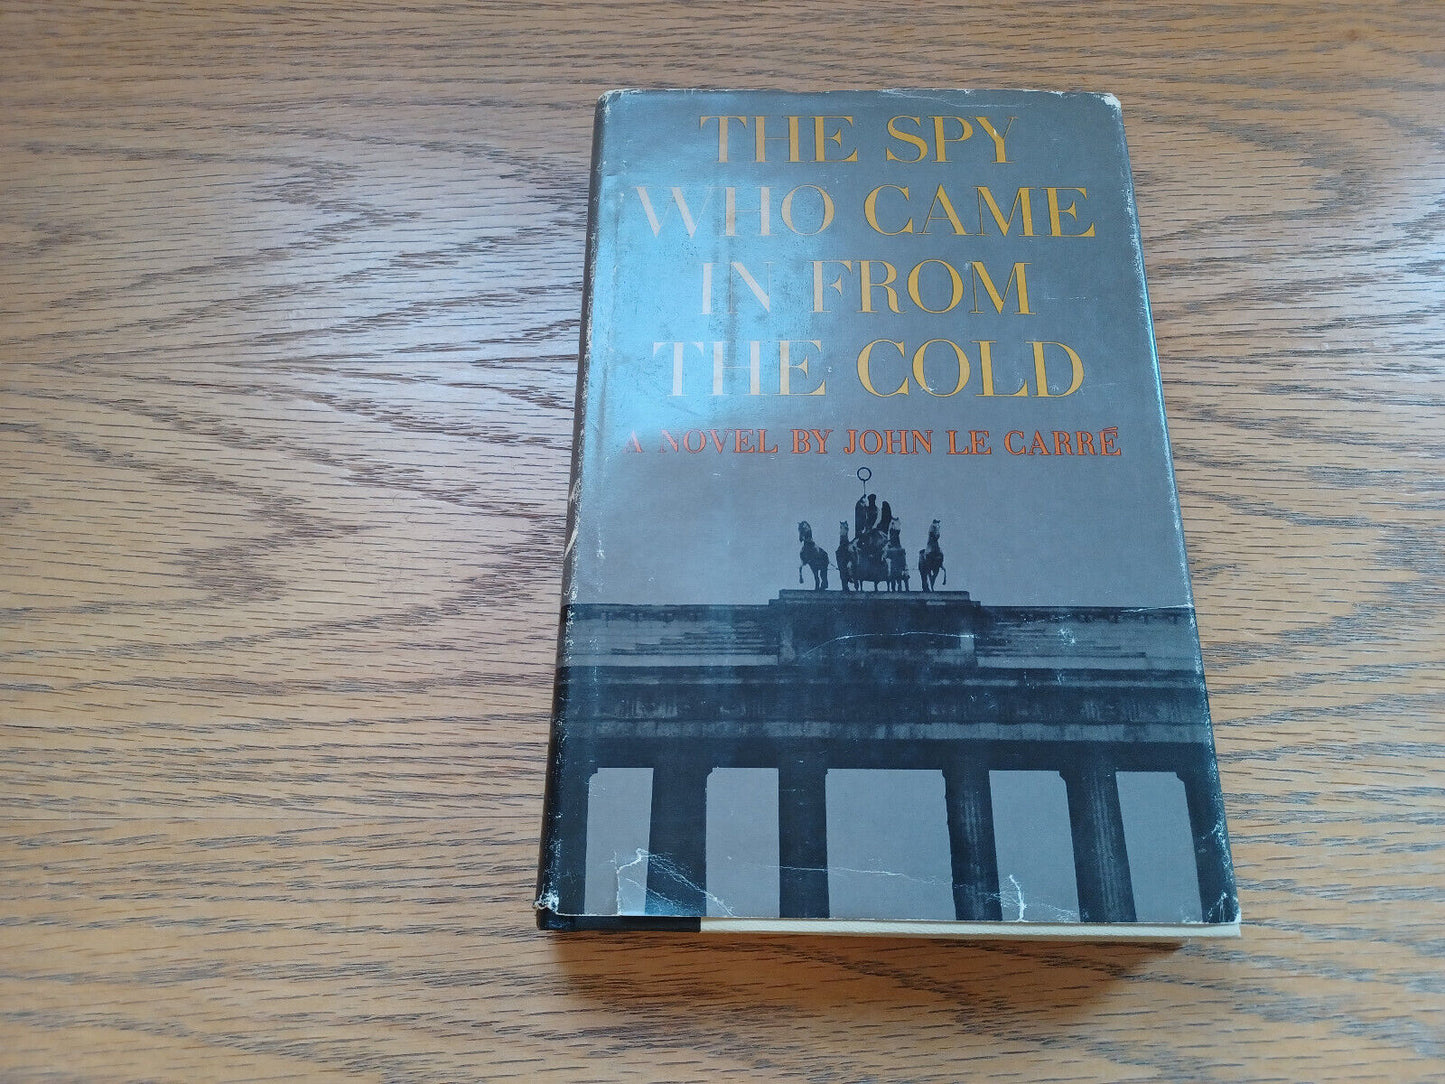 THE SPY
WHO CAME
IN FROM
THE COLD
A NOVEL BY JOHN LE CARRÉ